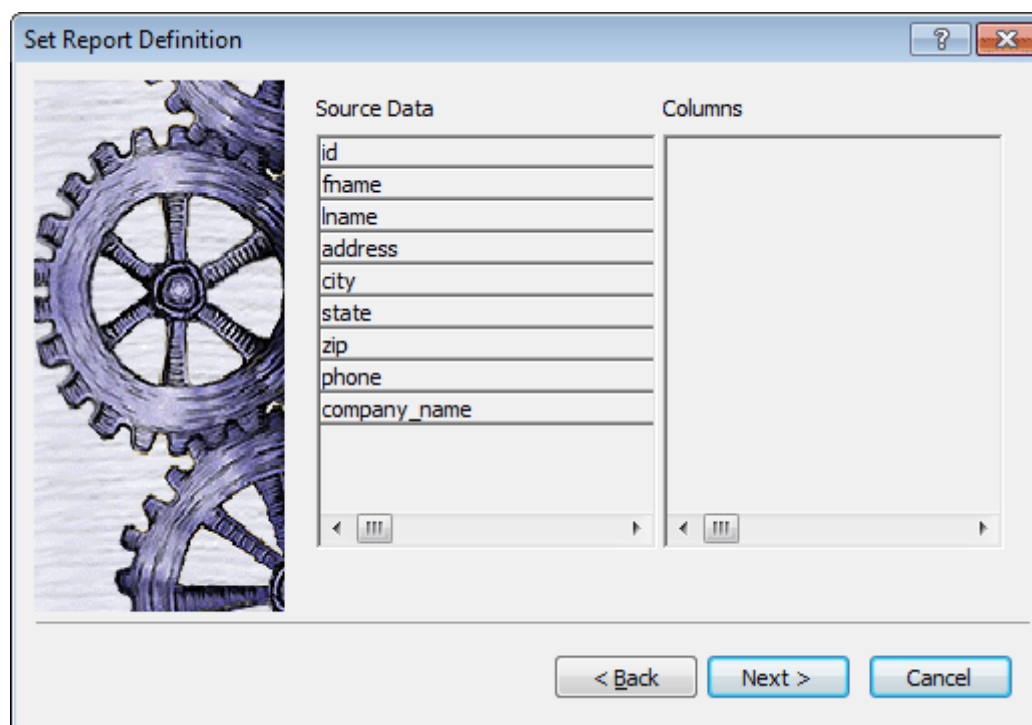 Set Report Definition
Source Data
Columns
id
fname
lname
address
city
state
zip
phone
company_name
< Back
Next >
Cancel